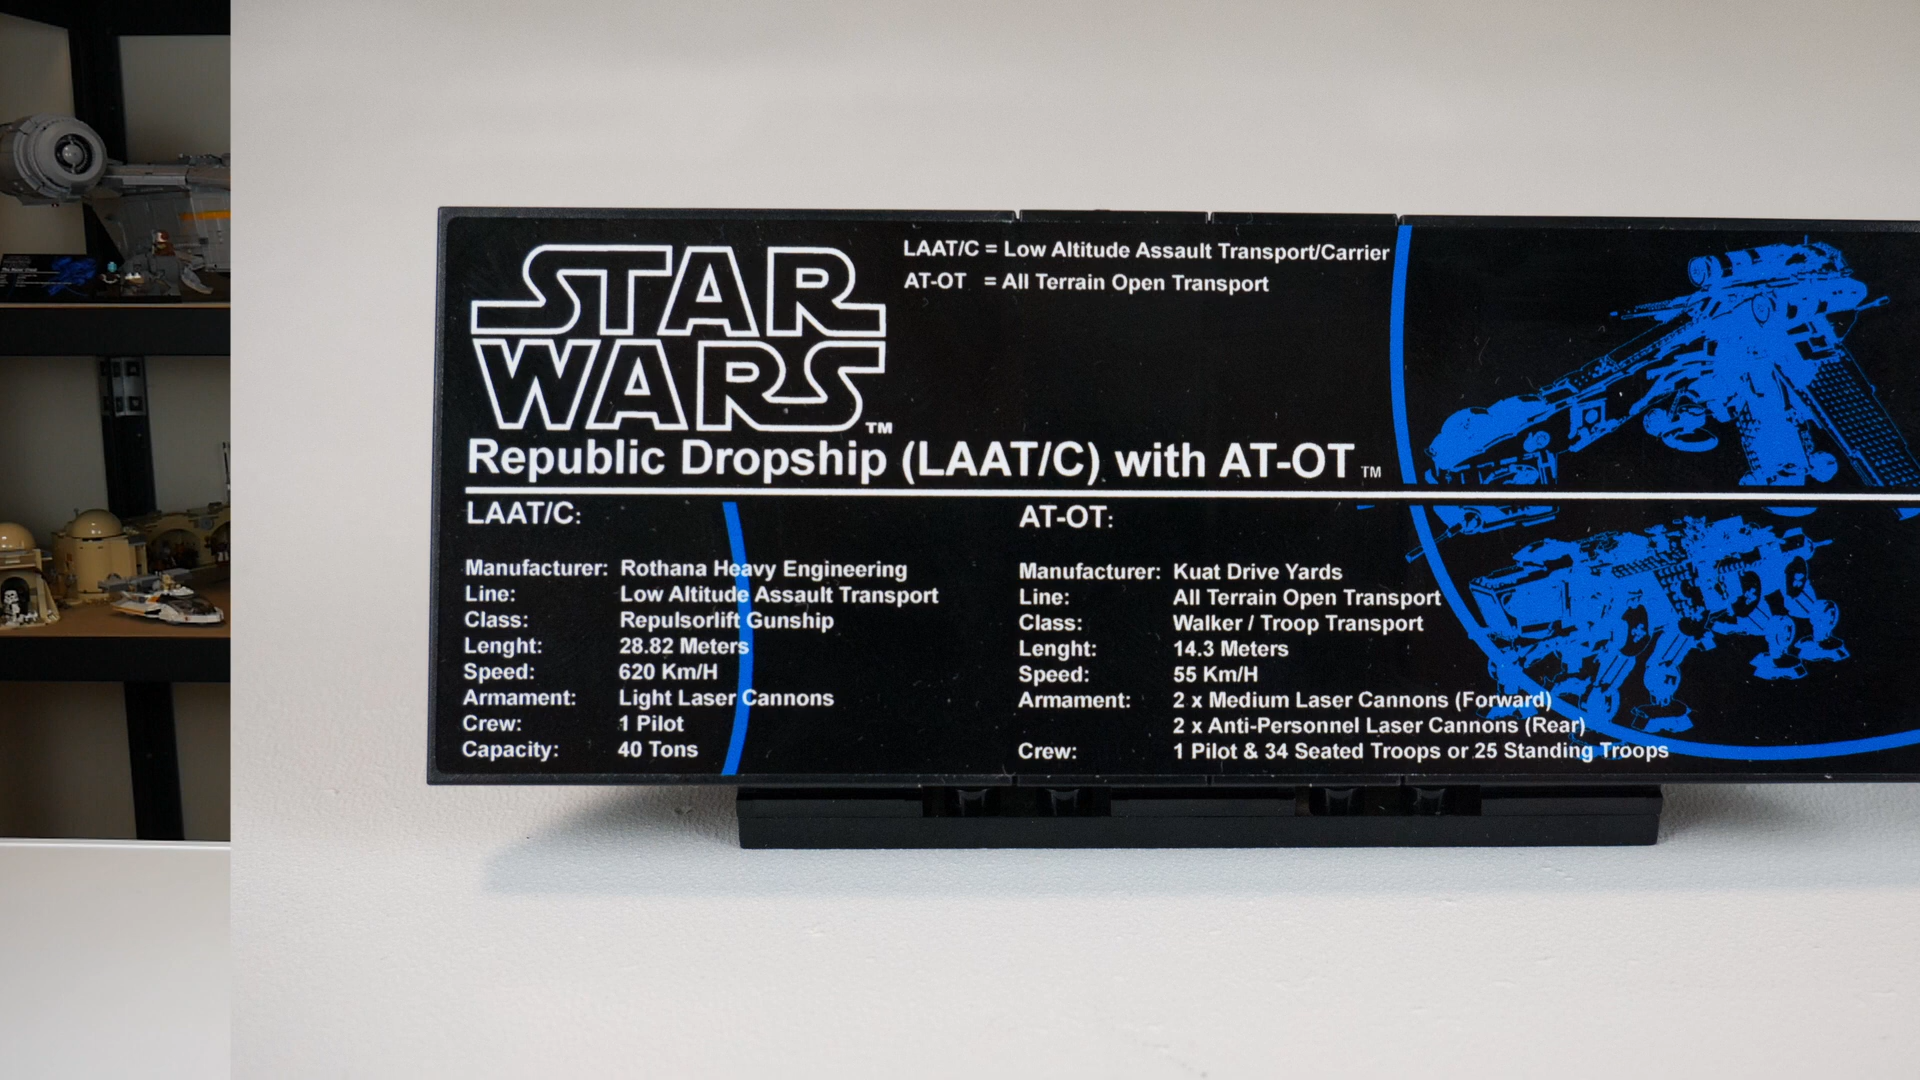 STAR
WARS
TM
LAAT/C = Low Altitude Assault Transport/Carrier
AT-OT = All Terrain Open Transport
Republic Dropship (LAAT/C) with AT-OT TM
LAAT/C:
Manufacturer: Rothana Heavy Engineering
Line: Low Altitude Assault Transport
Class: Repulsorlift Gunship
Lenght: 28.82 Meters
Speed: 620 Km/H
Armament: Light Laser Cannons
Crew: 1 Pilot
Capacity: 40 Tons
AT-OT:
Manufacturer: Kuat Drive Yards
Line: All Terrain Open Transport
Class: Walker / Troop Transport
Lenght: 14.3 Meters
Speed: 55 Km/H
Armament: 2 x Medium Laser Cannons (Forward)
2 x Anti-Personnel Laser Cannons (Rear)
Crew: 1 Pilot & 34 Seated Troops or 25 Standing Troops